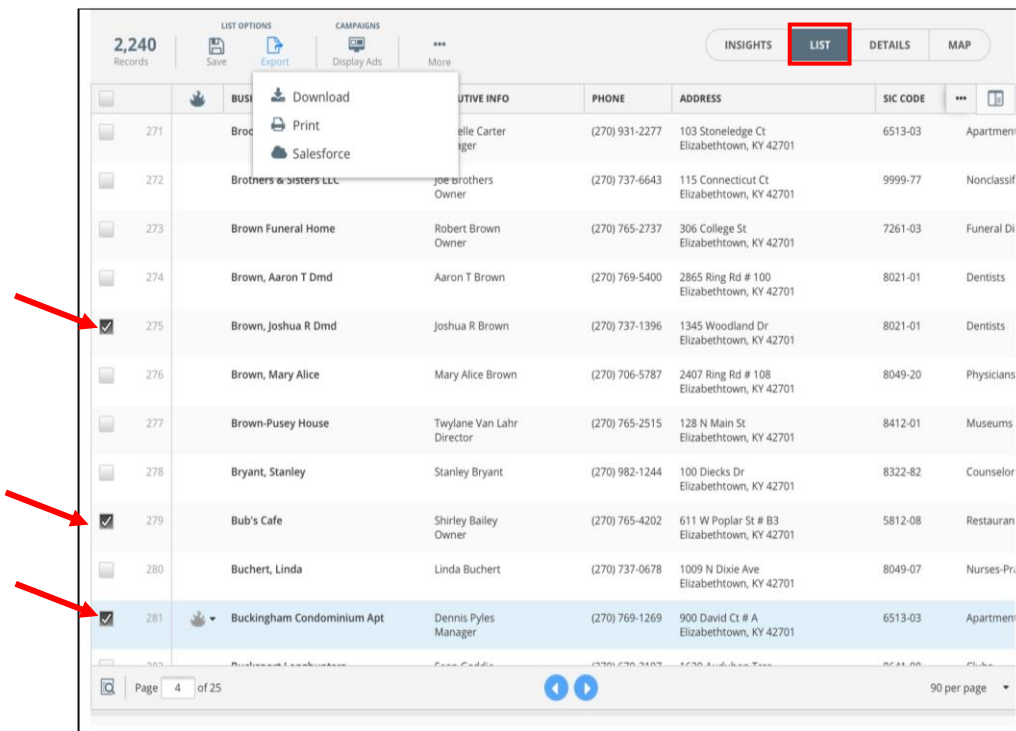 LIST OPTIONS CAMPAIGNS
2,240 Records Save Export Display Ads More INSIGHTS LIST DETAILS MAP
Download
Print
Salesforce
BUSI UTIVE INFO PHONE ADDRESS SIC CODE
271 Broo elle Carter (270) 931-2277 103 Stoneledge Ct 6513-03 Apartment
ager Elizabethtown, KY 42701
272 Brothers & Sisters LLC Joe Brothers (270) 737-6643 115 Connecticut Ct 9999-77 Nonclassif
Owner Elizabethtown, KY 42701
273 Brown Funeral Home Robert Brown (270) 765-2737 306 College St 7261-03 Funeral Di
Owner Elizabethtown, KY 42701
274 Brown, Aaron T Dmd Aaron T Brown (270) 769-5400 2865 Ring Rd # 100 8021-01 Dentists
Elizabethtown, KY 42701
275 Brown, Joshua R Dmd Joshua R Brown (270) 737-1396 1345 Woodland Dr 8021-01 Dentists
Elizabethtown, KY 42701
276 Brown, Mary Alice Mary Alice Brown (270) 706-5787 2407 Ring Rd # 108 8049-20 Physicians
Elizabethtown, KY 42701
277 Brown-Pusey House Twylane Van Lahr (270) 765-2515 128 N Main St 8412-01 Museums
Director Elizabethtown, KY 42701
278 Bryant, Stanley Stanley Bryant (270) 982-1244 100 Diecks Dr 8322-82 Counselor
Elizabethtown, KY 42701
279 Bub's Cafe Shirley Bailey (270) 765-4202 611 W Poplar St # B3 5812-08 Restauran
Owner Elizabethtown, KY 42701
280 Buchert, Linda Linda Buchert (270) 737-0678 1009 N Dixie Ave 8049-07 Nurses-Pra
Elizabethtown, KY 42701
281 Buckingham Condominium Apt Dennis Pyles (270) 769-1269 900 David Ct # A 6513-03 Apartment
Manager Elizabethtown, KY 42701
Page 4 of 25 90 per page